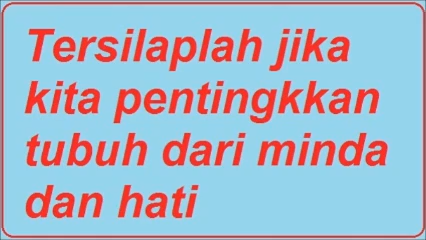 Tersilaplah jika
kita pentingkkan
tubuh dari minda
dan hati